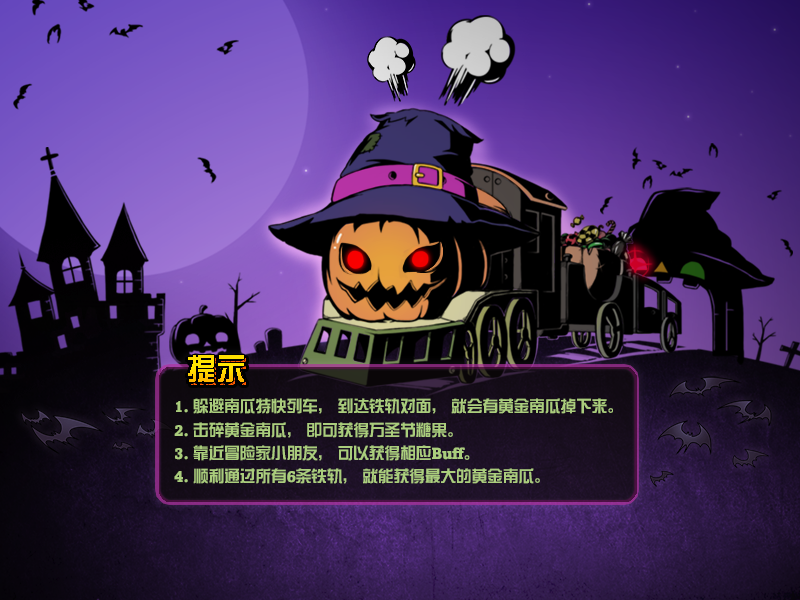 提示
1. 躲避南瓜特快列车， 到达铁轨对面， 就会有黄金南瓜掉下来。
2. 击碎黄金南瓜， 即可获得万圣节糖果。
3. 靠近冒险家小朋友， 可以获得相应Buff。
4. 顺利通过所有6条铁轨， 就能获得最大的黄金南瓜。